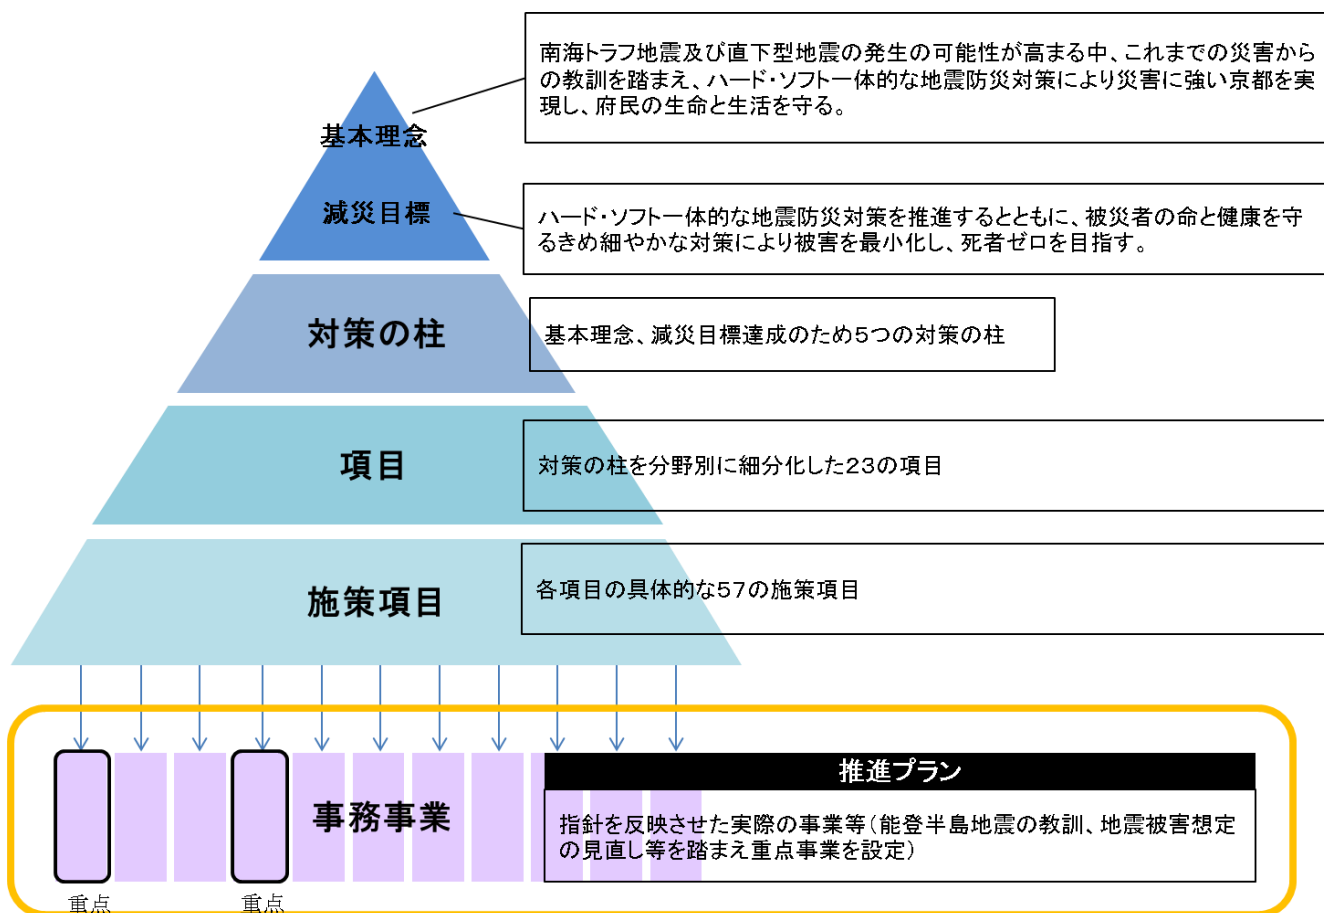 南海トラフ地震及び直下型地震の発生の可能性が高まる中、これまでの災害から
の教訓を踏まえ、ハード・ソフト一体的な地震防災対策により災害に強い京都を実
現し、府民の生命と生活を守る。
基本理念
減災目標
ハード・ソフト一体的な地震防災対策を推進するとともに、被災者の命と健康を守
るきめ細やかな対策により被害を最小化し、死者ゼロを目指す。
対策の柱
基本理念、減災目標達成のため5つの対策の柱
項目
対策の柱を分野別に細分化した23の項目
施策項目
各項目の具体的な57の施策項目
推進プラン
事務事業
指針を反映させた実際の事業等(能登半島地震の教訓、地震被害想定
の見直し等を踏まえ重点事業を設定)
重点
重点